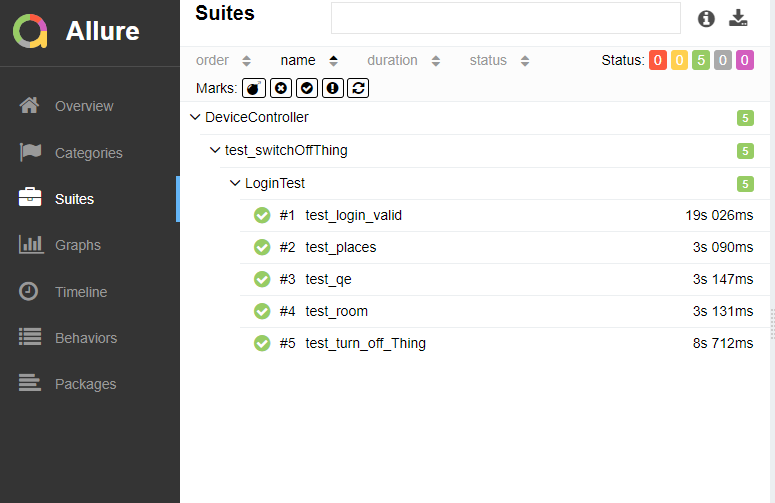 Allure
Overview
Categories
Suites
Graphs
Timeline
Behaviors
Packages
Suites
order name duration status Status: 0 0 5 0 0
Marks:
DeviceController 5
test_switchOffThing 5
LoginTest 5
#1 test_login_valid 19s 026ms
#2 test_places 3s 090ms
#3 test_qe 3s 147ms
#4 test_room 3s 131ms
#5 test_turn_off_Thing 8s 712ms